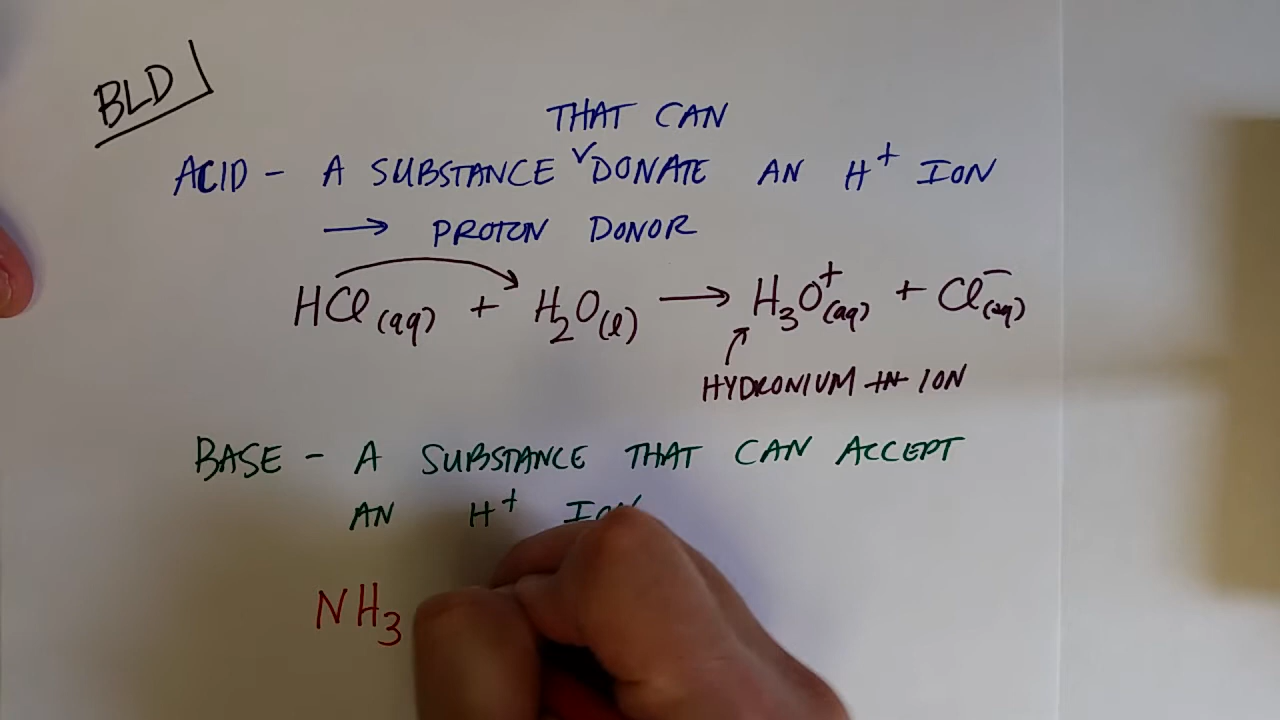 BLD
THAT CAN
ACID - A SUBSTANCE ˅DONATE AN H⁺ ION
→ PROTON DONOR
HCl(aq) + H₂O(l) → H₃O⁺(aq) + Cl⁻(aq)
HYDRONIUM ION
BASE - A SUBSTANCE THAT CAN ACCEPT
AN H⁺ ION
NH₃